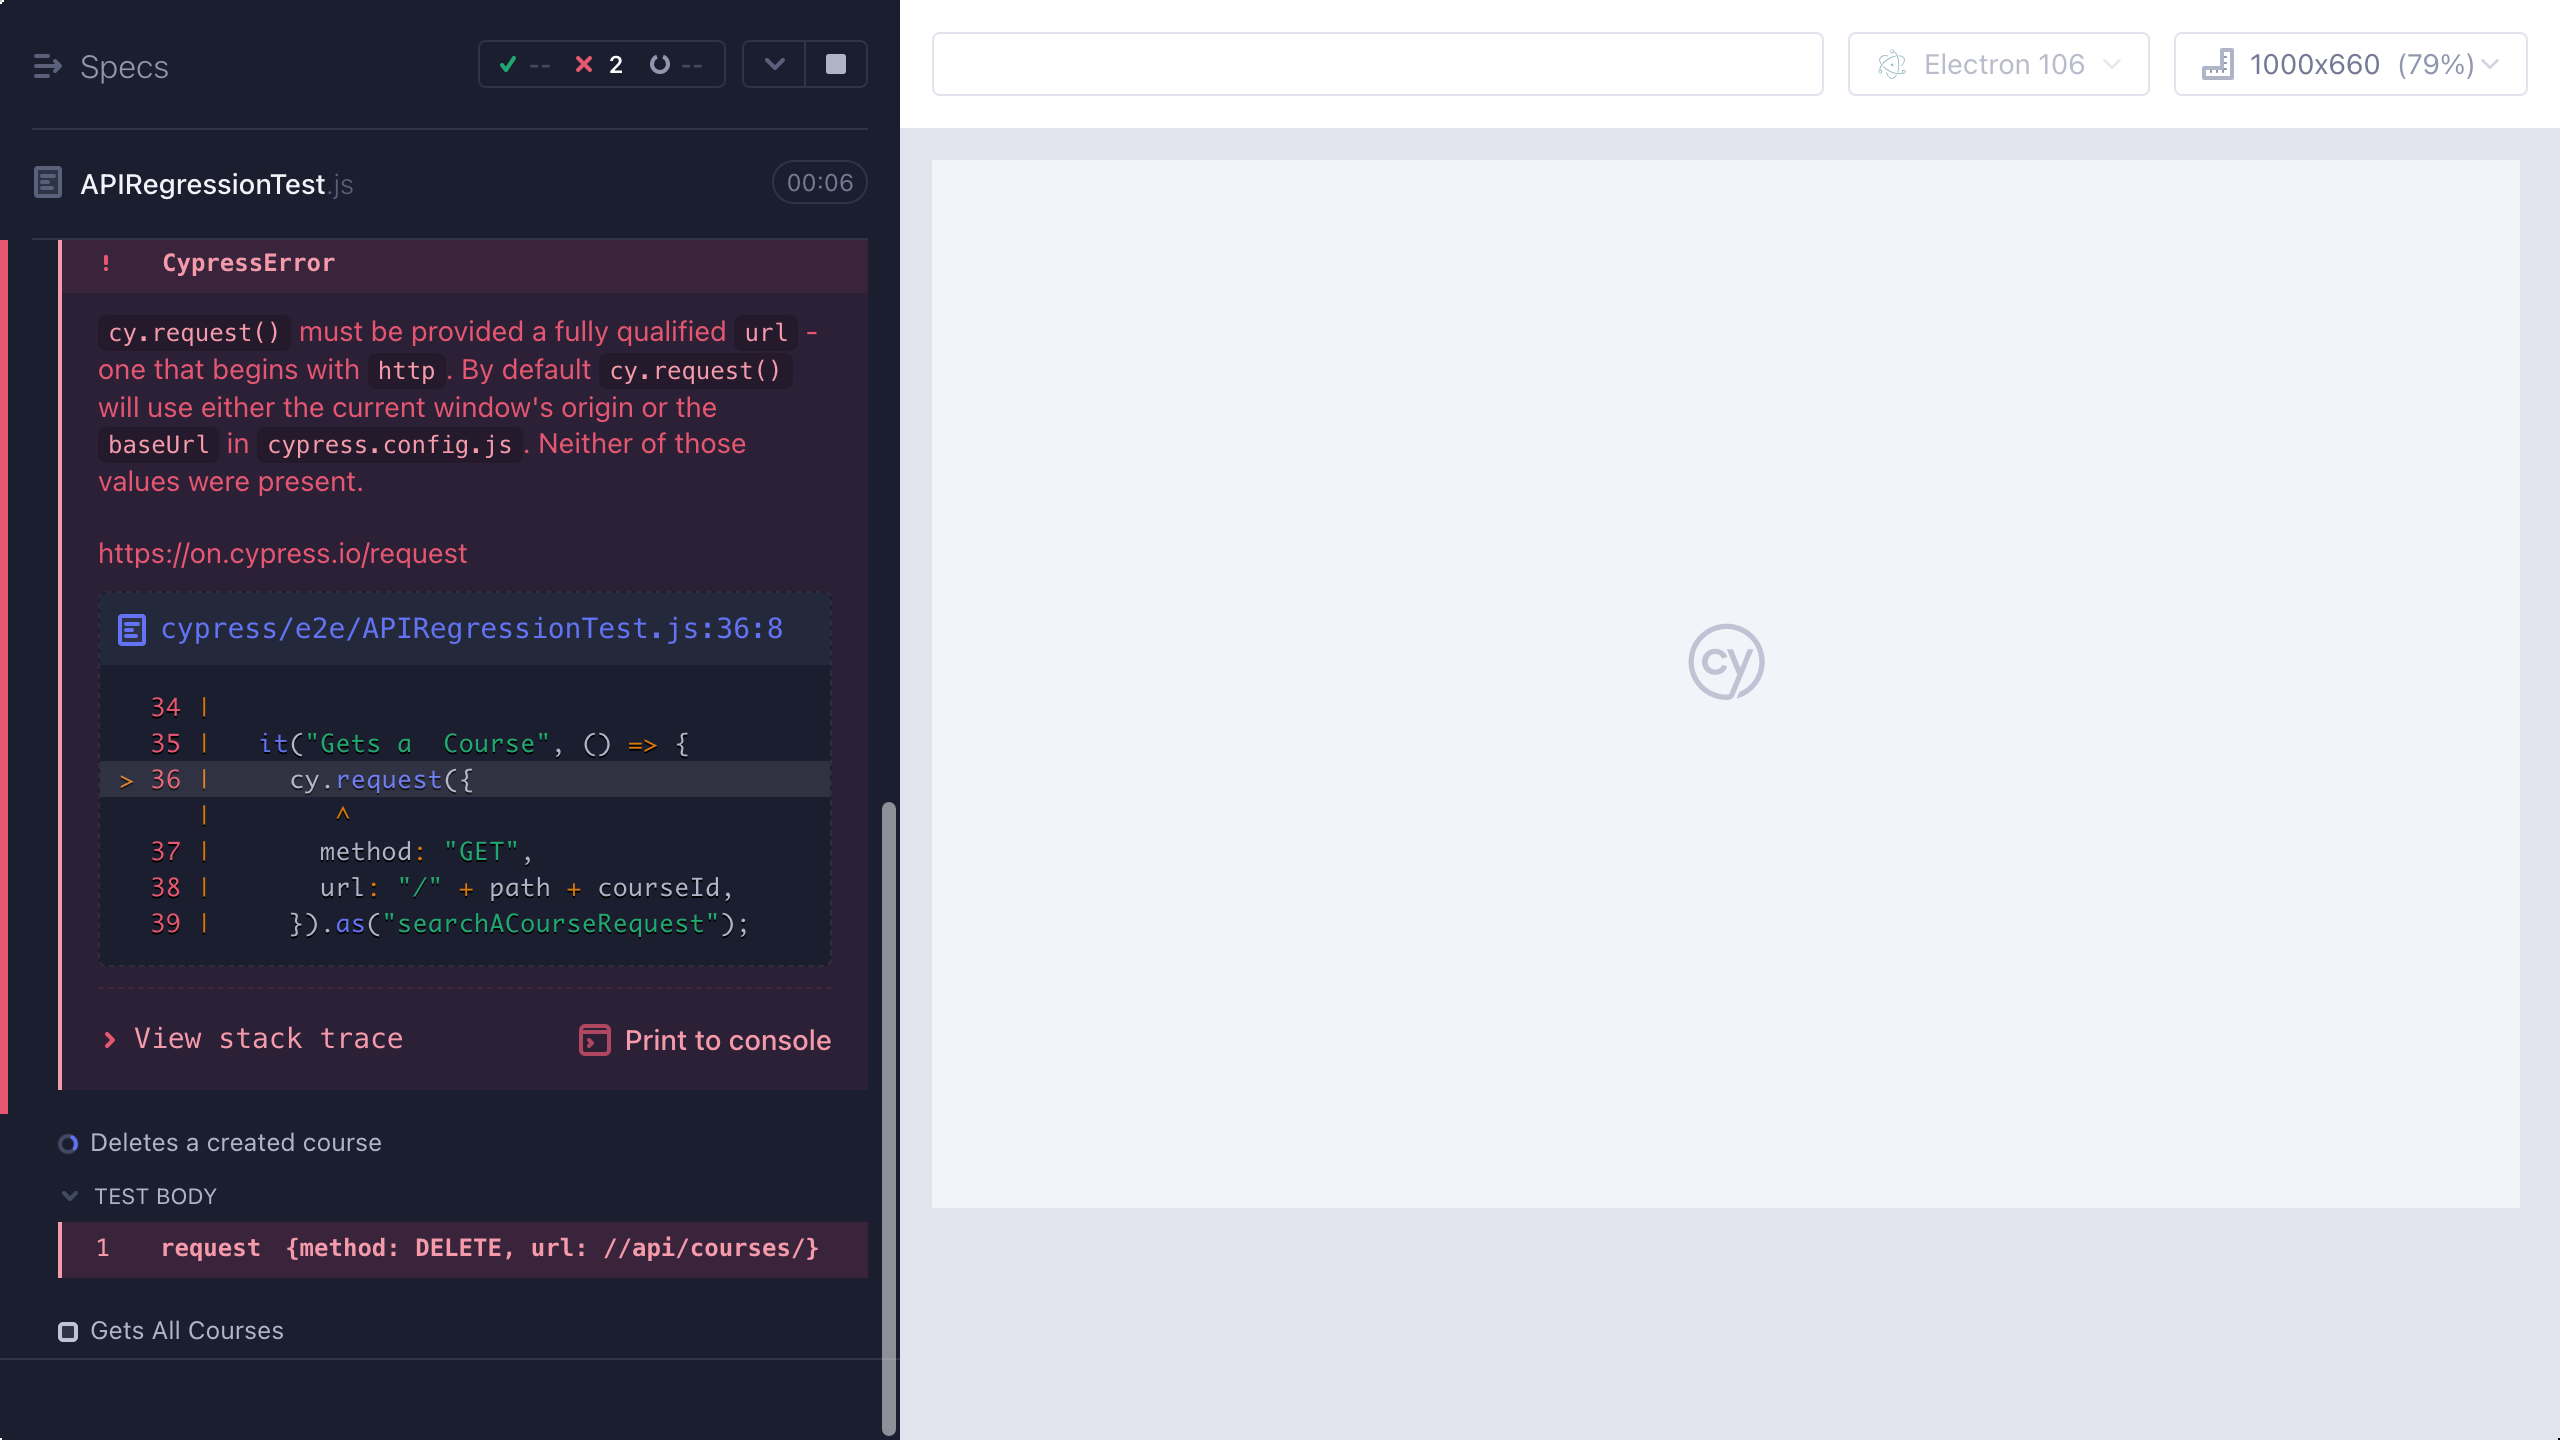 Specs
-- 2 --
APIRegressionTest.js
00:06
! CypressError
cy.request() must be provided a fully qualified url -
one that begins with http . By default cy.request()
will use either the current window's origin or the
baseUrl in cypress.config.js . Neither of those
values were present.
https://on.cypress.io/request
cypress/e2e/APIRegressionTest.js:36:8
34 |
35 | it("Gets a  Course", () => {
> 36 | cy.request({
| ^
37 | method: "GET",
38 | url: "/" + path + courseId,
39 | }).as("searchACourseRequest");
View stack trace
Print to console
Deletes a created course
TEST BODY
1 request {method: DELETE, url: //api/courses/}
Gets All Courses
Electron 106
1000x660 (79%)
cy